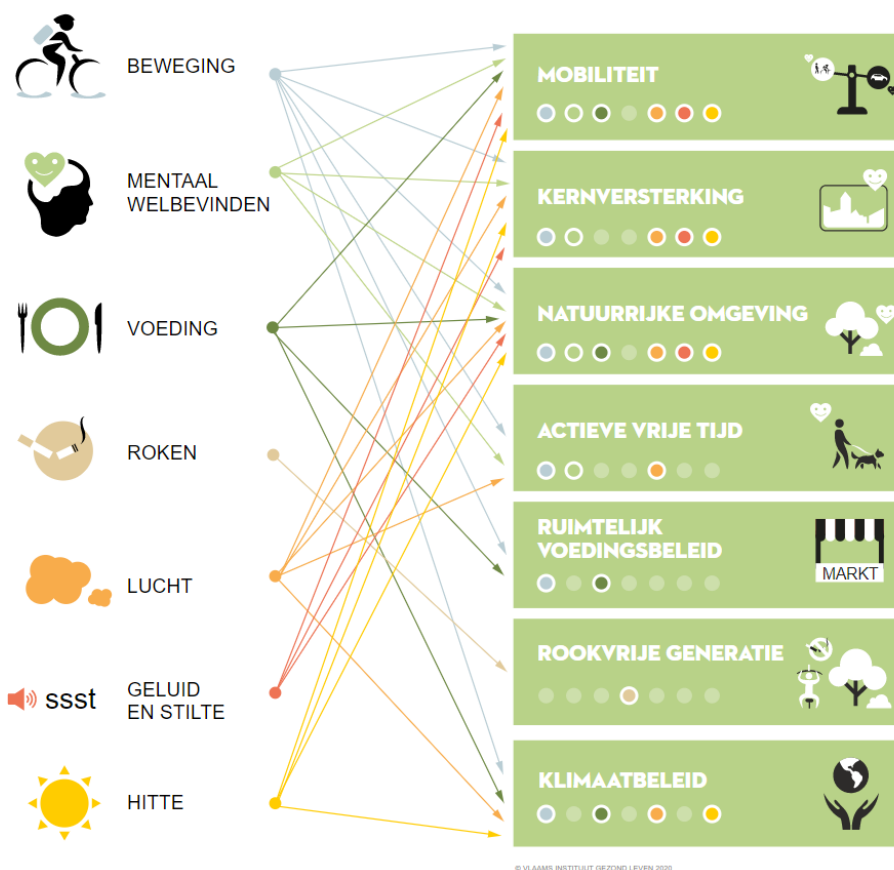 BEWEGING
MENTAAL
WELBEVINDEN
VOEDING
ROKEN
LUCHT
ssst
GELUID
EN STILTE
HITTE
MOBILITEIT
KERNVERSTERKING
NATUURRIJKE OMGEVING
ACTIEVE VRIJE TIJD
RUIMTELIJK
VOEDINGSBELEID
MARKT
ROOKVRIJE GENERATIE
KLIMAATBELEID
© VLAAMS INSTITUUT GEZOND LEVEN 2020